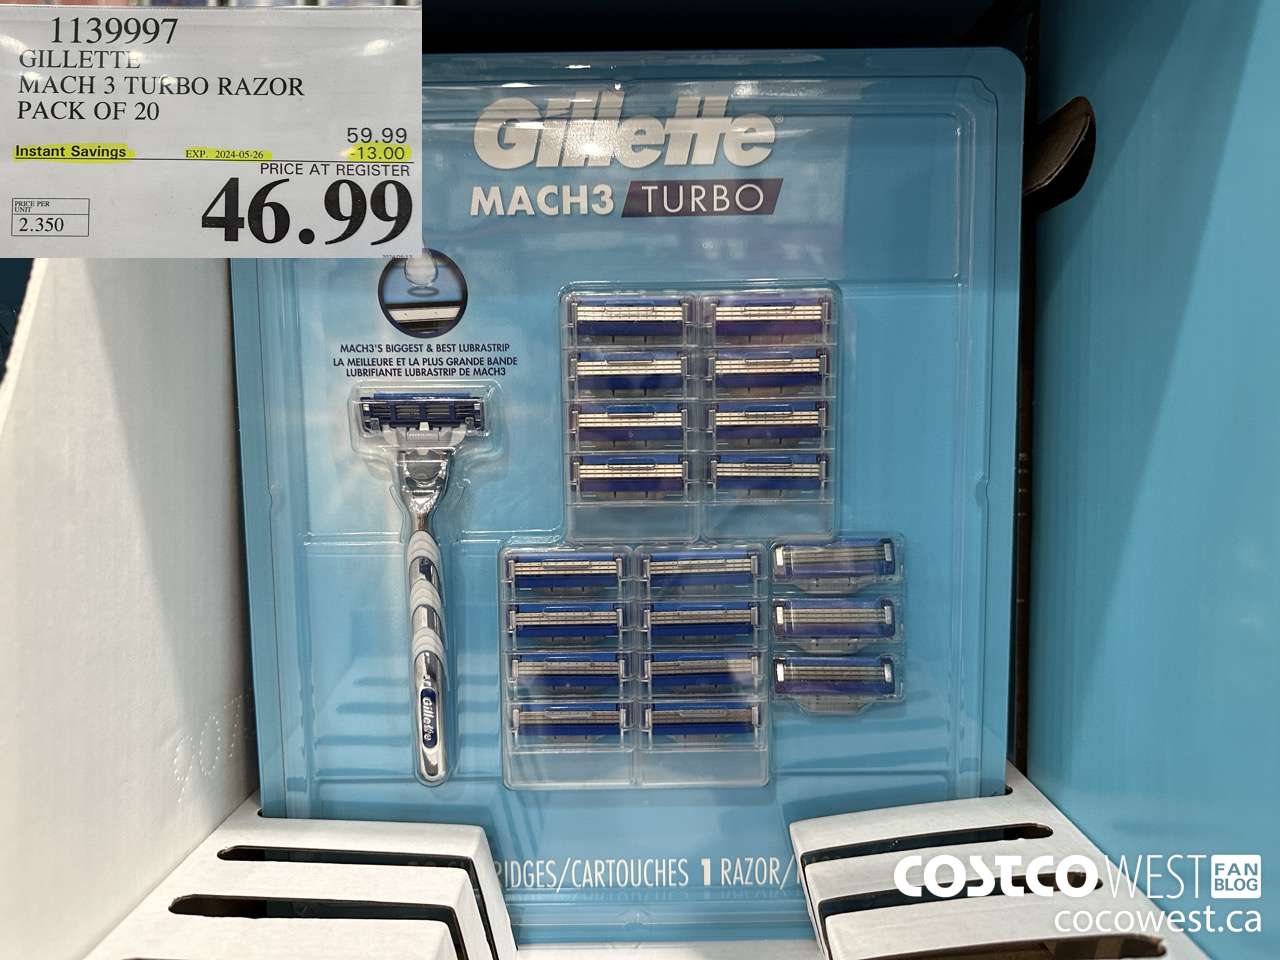 1139997
GILLETTE
MACH 3 TURBO RAZOR
PACK OF 20
59.99
Instant Savings EXP. 2024-05-26 -13.00
PRICE AT REGISTER
46.99
PRICE PER
UNIT
2.350
Gillette®
MACH3 TURBO
MACH3'S BIGGEST & BEST LUBRASTRIP
LA MEILLEURE ET LA PLUS GRANDE BANDE
LUBRIFIANTE LUBRASTRIP DE MACH3
Gillette
RIDGES/CARTOUCHES 1 RAZOR/
COSTCO WEST FAN BLOG
cocowest.ca